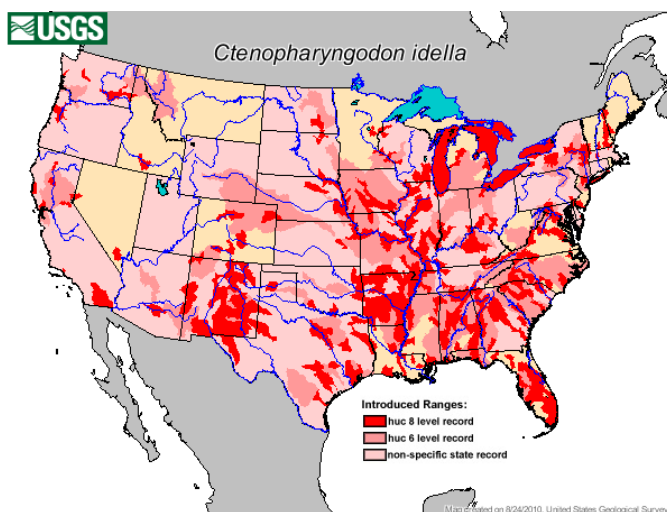 USGS
Ctenopharyngodon idella
Introduced Ranges:
huc 8 level record
huc 6 level record
non-specific state record
Map created on 8/24/2010. United States Geological Survey